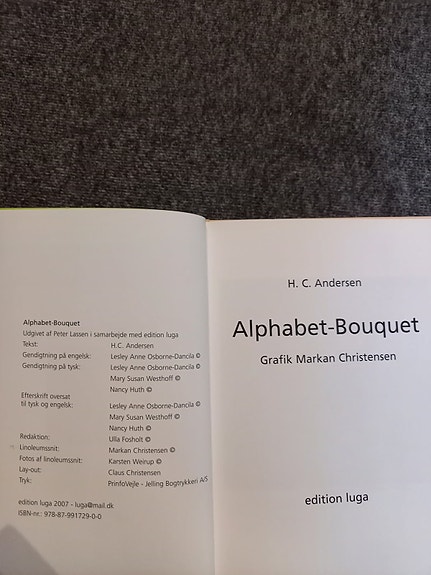 Alphabet-Bouquet
Udgivet af Peter Lassen i samarbejde med edition luga
Tekst: H.C. Andersen
Gendigtning på engelsk: Lesley Anne Osborne-Dancila ©
Gendigtning på tysk: Lesley Anne Osborne-Dancila ©
Mary Susan Westhoff ©
Nancy Huth ©
Efterskrift oversat
til tysk og engelsk: Lesley Anne Osborne-Dancila ©
Mary Susan Westhoff ©
Nancy Huth ©
Redaktion: Ulla Fosholt ©
Linoleumssnit: Markan Christensen ©
Fotos af linoleumssnit: Karsten Weirup ©
Lay-out: Claus Christensen
Tryk: PrinfoVejle - Jelling Bogtrykkeri A/S
edition luga 2007 - luga@mail.dk
ISBN-nr.: 978-87-991729-0-0
H. C. Andersen
Alphabet-Bouquet
Grafik Markan Christensen
edition luga